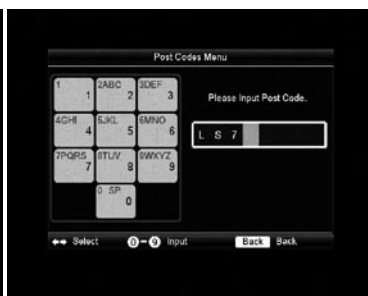 Post Codes Menu
1 1 2ABC 2 3DEF 3
Please Input Post Code.
4GHI 4 5JKL 5 6MNO 6
L S 7
7PQRS 7 8TUV 8 9WXYZ 9
0 SP 0
Select 0-9 Input Back Back